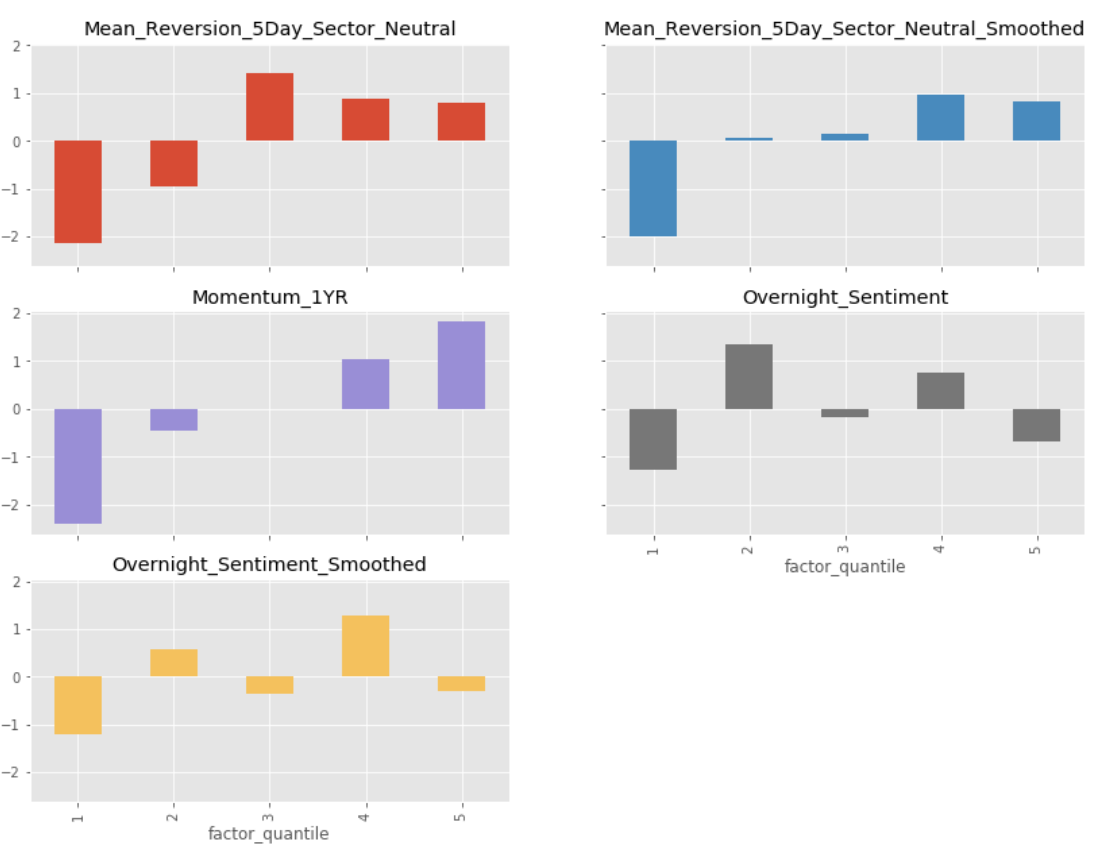 Mean_Reversion_5Day_Sector_Neutral
2
1
0
−1
−2
Mean_Reversion_5Day_Sector_Neutral_Smoothed
Momentum_1YR
2
1
0
−1
−2
Overnight_Sentiment
1 2 3 4 5
factor_quantile
Overnight_Sentiment_Smoothed
2
1
0
−1
−2
1 2 3 4 5
factor_quantile